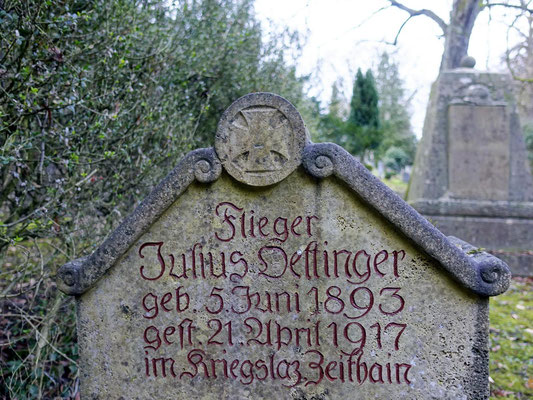 Flieger
Julius Oettinger
geb. 5. Juni 1893
gest. 21. April 1917
im Kriegslaz. Zeithain